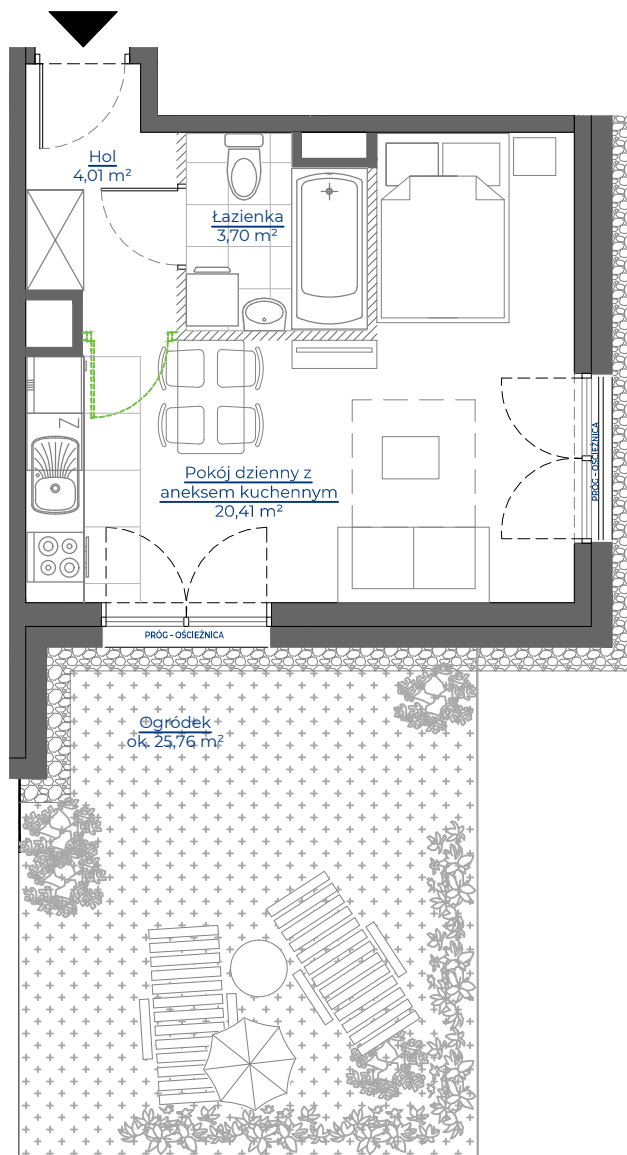 Hol
4,01 m²
Łazienka
3,70 m²
Z
Pokój dzienny z
aneksem kuchennym
20,41 m²
PRÓG - OŚCIEŻNICA
PRÓG - OŚCIEŻNICA
Ogródek
ok. 25,76 m²